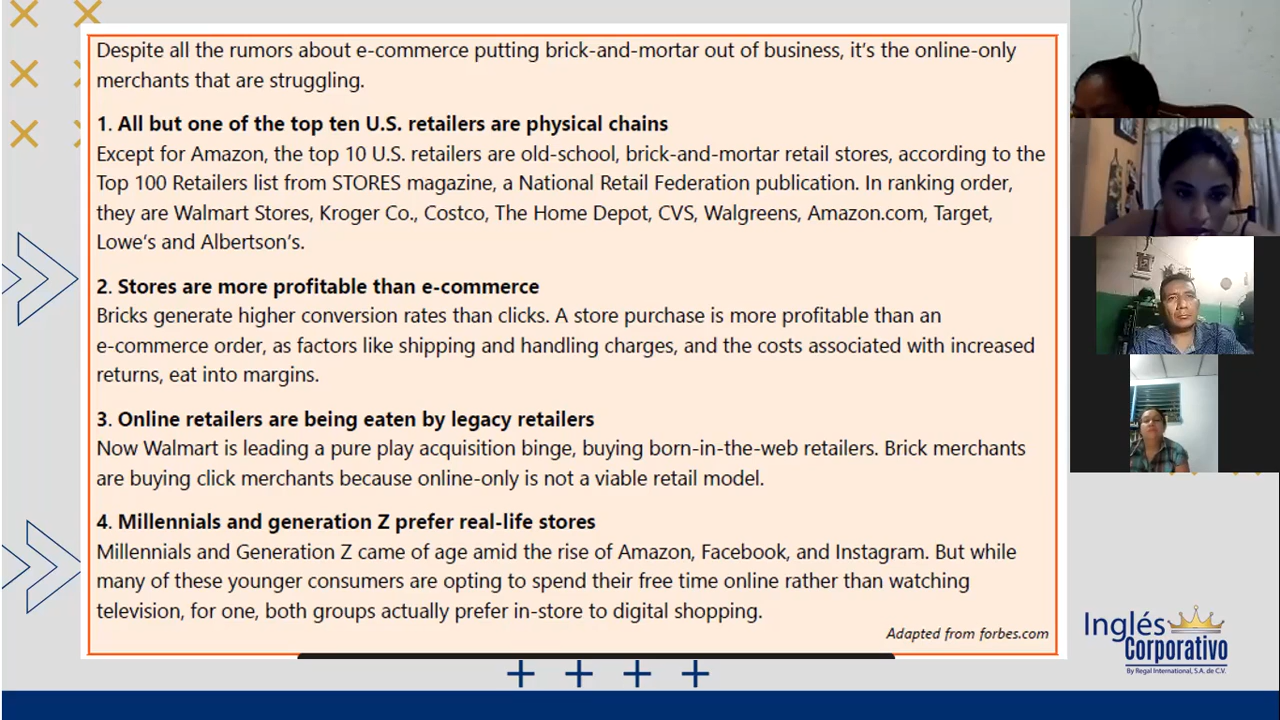 Despite all the rumors about e-commerce putting brick-and-mortar out of business, it's the online-only
merchants that are struggling.
1. All but one of the top ten U.S. retailers are physical chains
Except for Amazon, the top 10 U.S. retailers are old-school, brick-and-mortar retail stores, according to the
Top 100 Retailers list from STORES magazine, a National Retail Federation publication. In ranking order,
they are Walmart Stores, Kroger Co., Costco, The Home Depot, CVS, Walgreens, Amazon.com, Target,
Lowe's and Albertson's.
2. Stores are more profitable than e-commerce
Bricks generate higher conversion rates than clicks. A store purchase is more profitable than an
e-commerce order, as factors like shipping and handling charges, and the costs associated with increased
returns, eat into margins.
3. Online retailers are being eaten by legacy retailers
Now Walmart is leading a pure play acquisition binge, buying born-in-the-web retailers. Brick merchants
are buying click merchants because online-only is not a viable retail model.
4. Millennials and generation Z prefer real-life stores
Millennials and Generation Z came of age amid the rise of Amazon, Facebook, and Instagram. But while
many of these younger consumers are opting to spend their free time online rather than watching
television, for one, both groups actually prefer in-store to digital shopping.
Adapted from forbes.com
Inglés
Corporativo
By Regal International, S.A. de C.V.